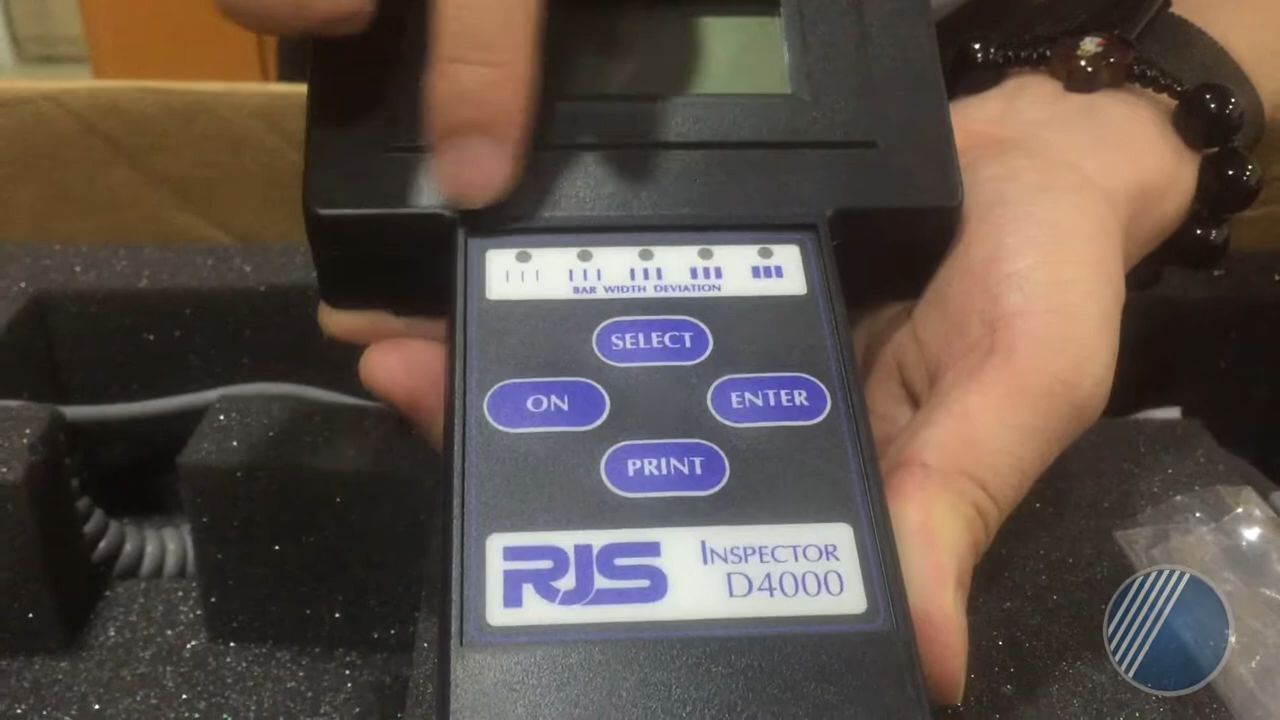 BAR WIDTH DEVIATION
SELECT
ON
ENTER
PRINT
RJS
INSPECTOR
D4000